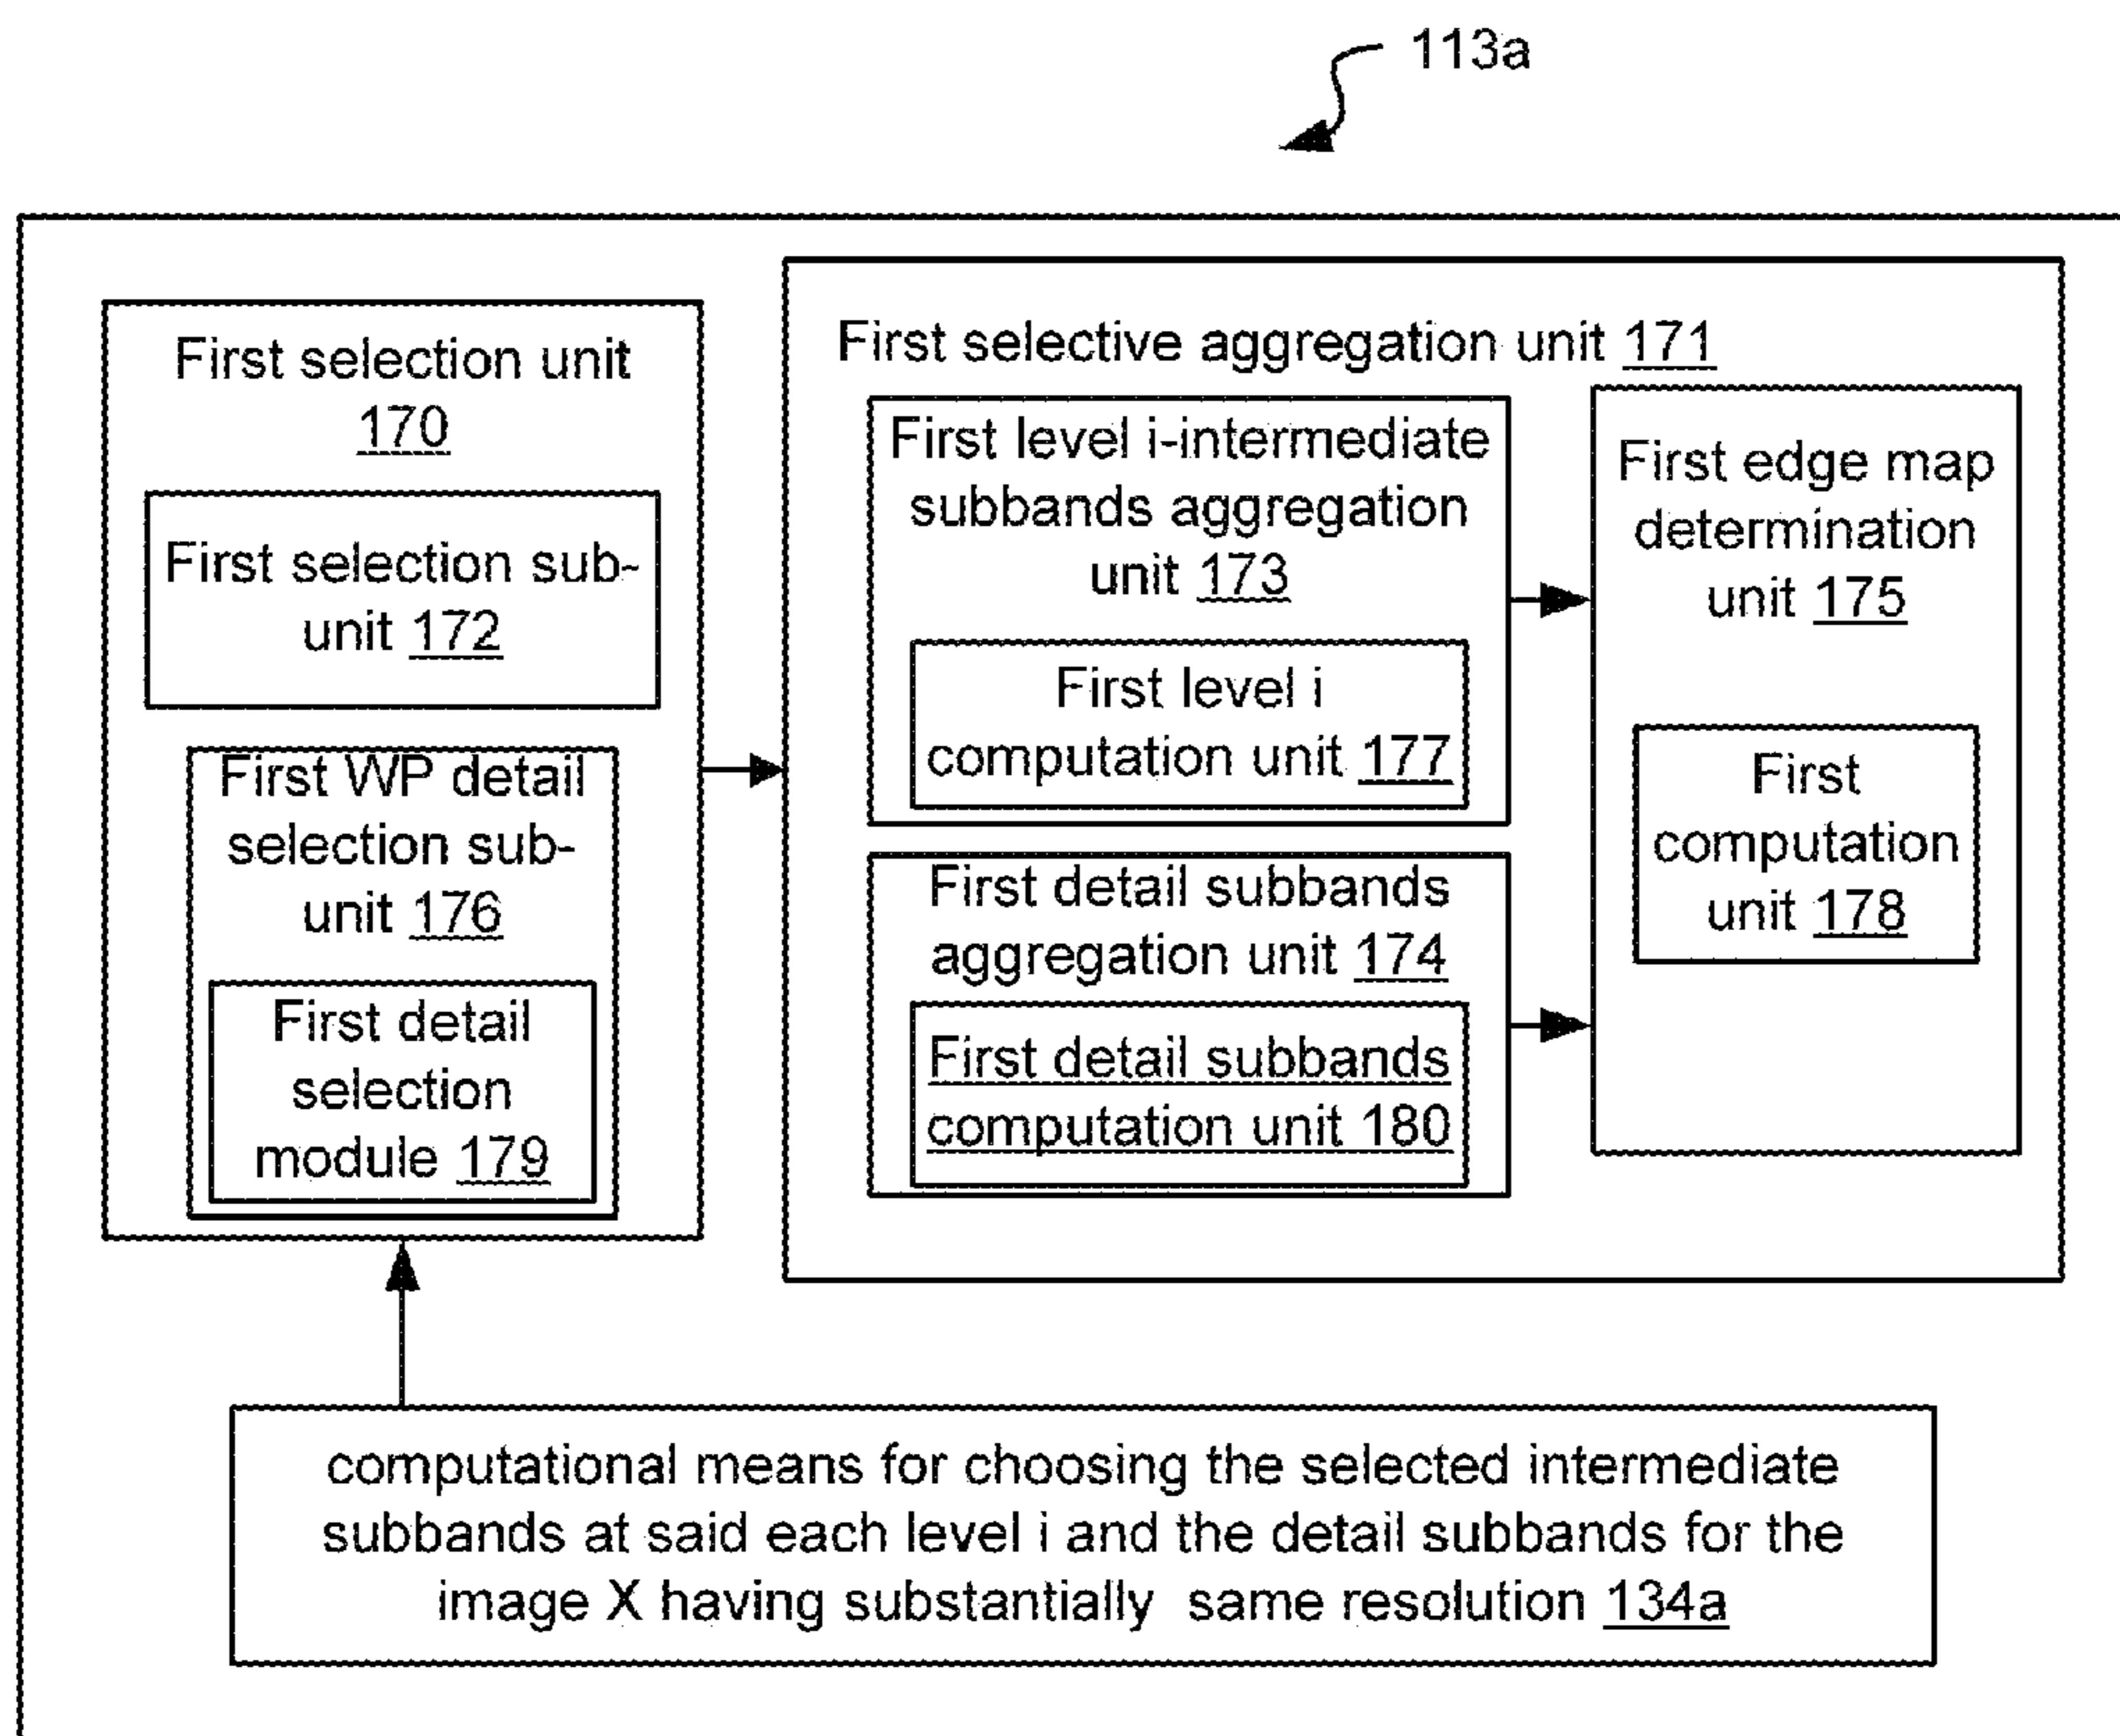 113a
First selection unit
170
First selection sub-
unit 172
First WP detail
selection sub-
unit 176
First detail
selection
module 179
First selective aggregation unit 171
First level i-intermediate
subbands aggregation
unit 173
First level i
computation unit 177
First detail subbands
aggregation unit 174
First detail subbands
computation unit 180
First edge map
determination
unit 175
First
computation
unit 178
computational means for choosing the selected intermediate
subbands at said each level i and the detail subbands for the
image X having substantially same resolution 134a